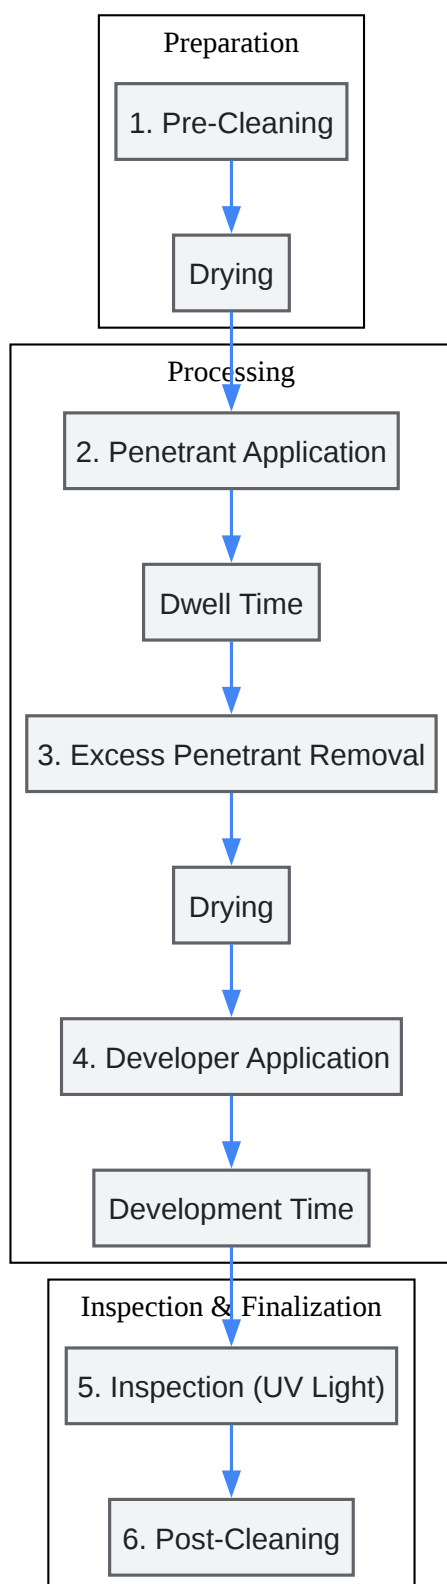 Preparation
1. Pre-Cleaning
Drying
Processing
2. Penetrant Application
Dwell Time
3. Excess Penetrant Removal
Drying
4. Developer Application
Development Time
Inspection & Finalization
5. Inspection (UV Light)
6. Post-Cleaning